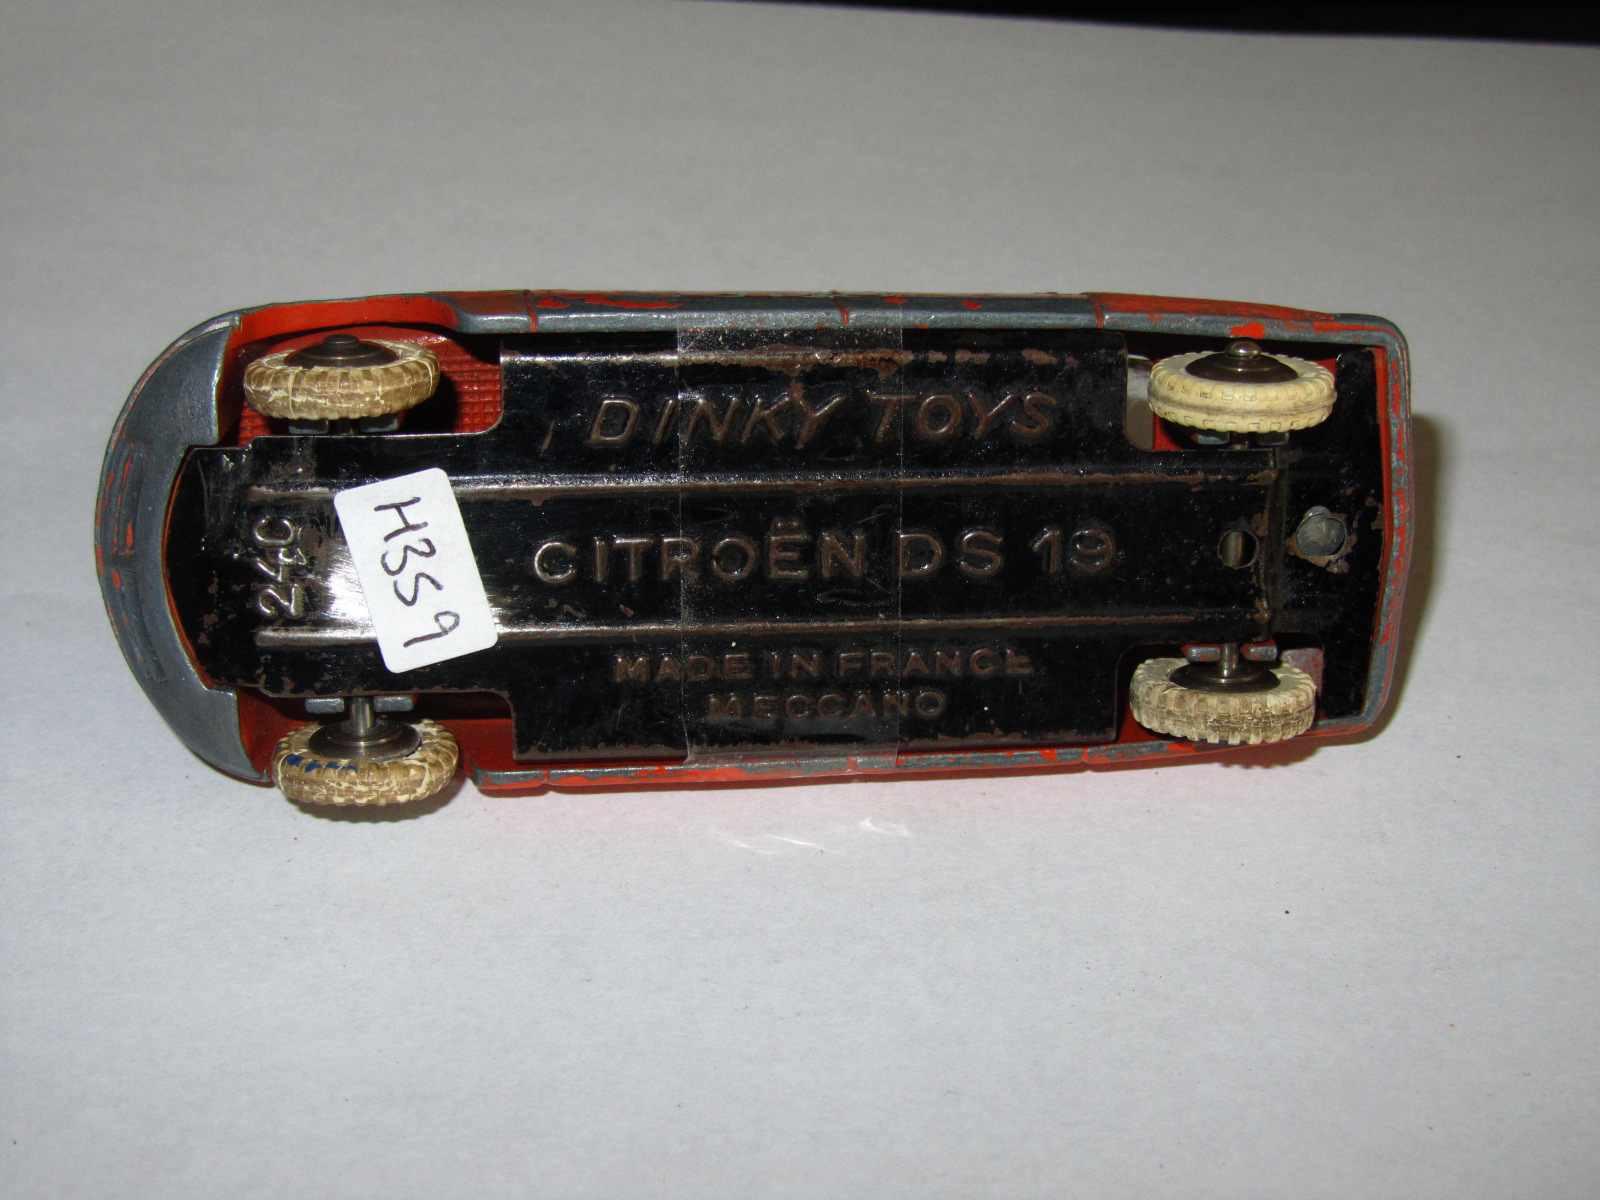 DINKY TOYS
24C
H359
CITROËN DS 19
MADE IN FRANCE
MECCANO